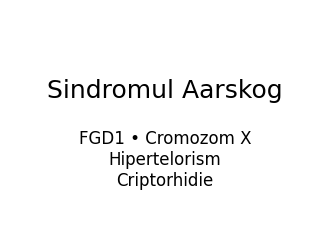 Sindromul Aarskog
FGD1 • Cromozom X
Hipertelorism
Criptorhidie